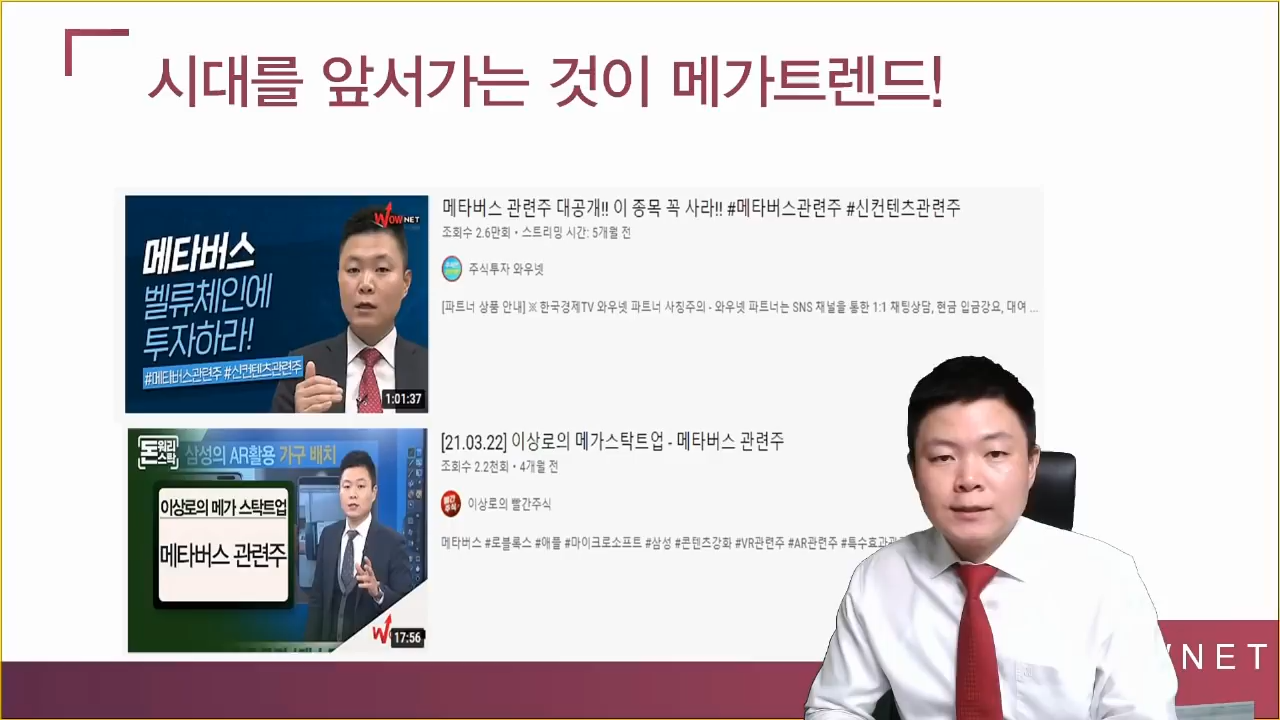 시대를 앞서가는 것이 메가트렌드!
WOWNET
메타버스
벨류체인에
투자하라!
#메타버스관련주 #신컨텐츠관련주
1:01:37
메타버스 관련주 대공개!! 이 종목 꼭 사라!! #메타버스관련주 #신컨텐츠관련주
조회수 2.6만회 • 스트리밍 시간: 5개월 전
주식투자 와우넷
[파트너 상품 안내] ※ 한국경제TV 와우넷 파트너 사칭주의 - 와우넷 파트너는 SNS 채널을 통한 1:1 채팅상담, 현금 입금강요, 대여 ...
돈워리
스탁
삼성의 AR활용 가구 배치
이상로의 메가 스탁트업
메타버스 관련주
17:56
[21.03.22] 이상로의 메가스탁트업 - 메타버스 관련주
조회수 2.2천회 • 4개월 전
빨간
주식
이상로의 빨간주식
메타버스 #로블록스 #애플 #마이크로소프트 #삼성 #콘텐츠강화 #VR관련주 #AR관련주 #특수효과관
NET